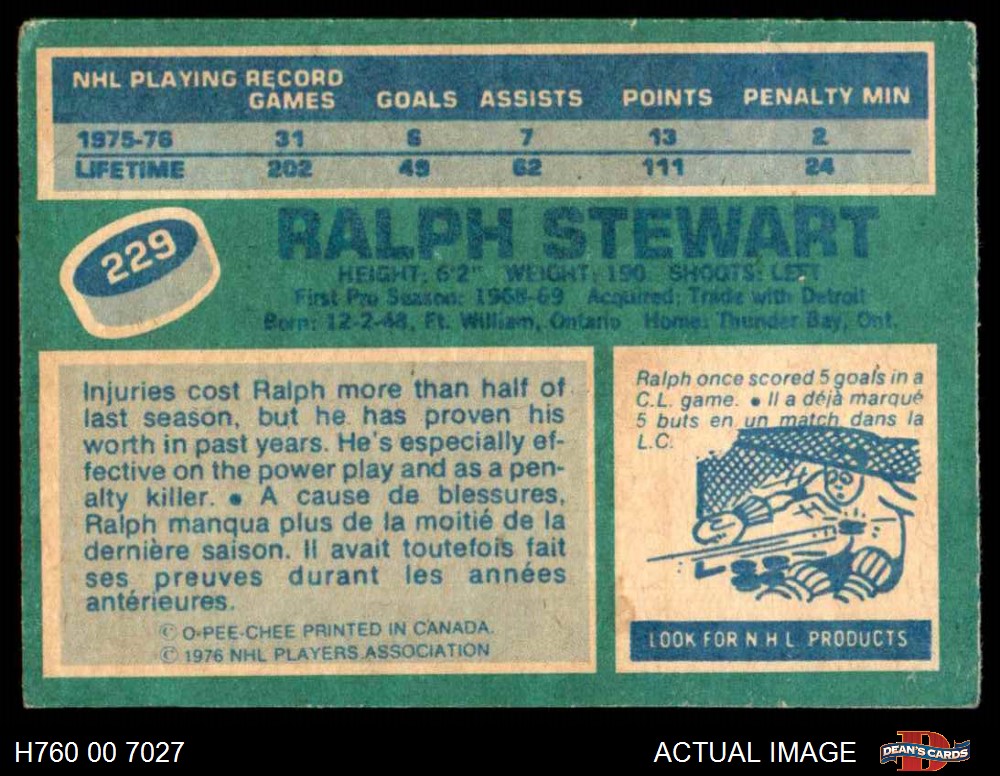 NHL PLAYING RECORD
GAMES GOALS ASSISTS POINTS PENALTY MIN
1975-76 31 6 7 13 2
LIFETIME 202 49 62 111 24
229
RALPH STEWART
HEIGHT: 6'2" WEIGHT: 190 SHOOTS: LEFT
First Pro Season: 1968-69 Acquired: Trade with Detroit
Born: 12-2-48, Ft. William, Ontario Home: Thunder Bay, Ont.
Injuries cost Ralph more than half of
last season, but he has proven his
worth in past years. He's especially ef-
fective on the power play and as a pen-
alty killer. • A cause de blessures,
Ralph manqua plus de la moitié de la
dernière saison. Il avait toutefois fait
ses preuves durant les années
antérieures.
© O-PEE-CHEE PRINTED IN CANADA.
© 1976 NHL PLAYERS ASSOCIATION
Ralph once scored 5 goals in a
C.L. game. • Il a déjà marqué
5 buts en un match dans la
L.C.
LOOK FOR N H L PRODUCTS
H760 00 7027
ACTUAL IMAGE
D
DEAN'S CARDS